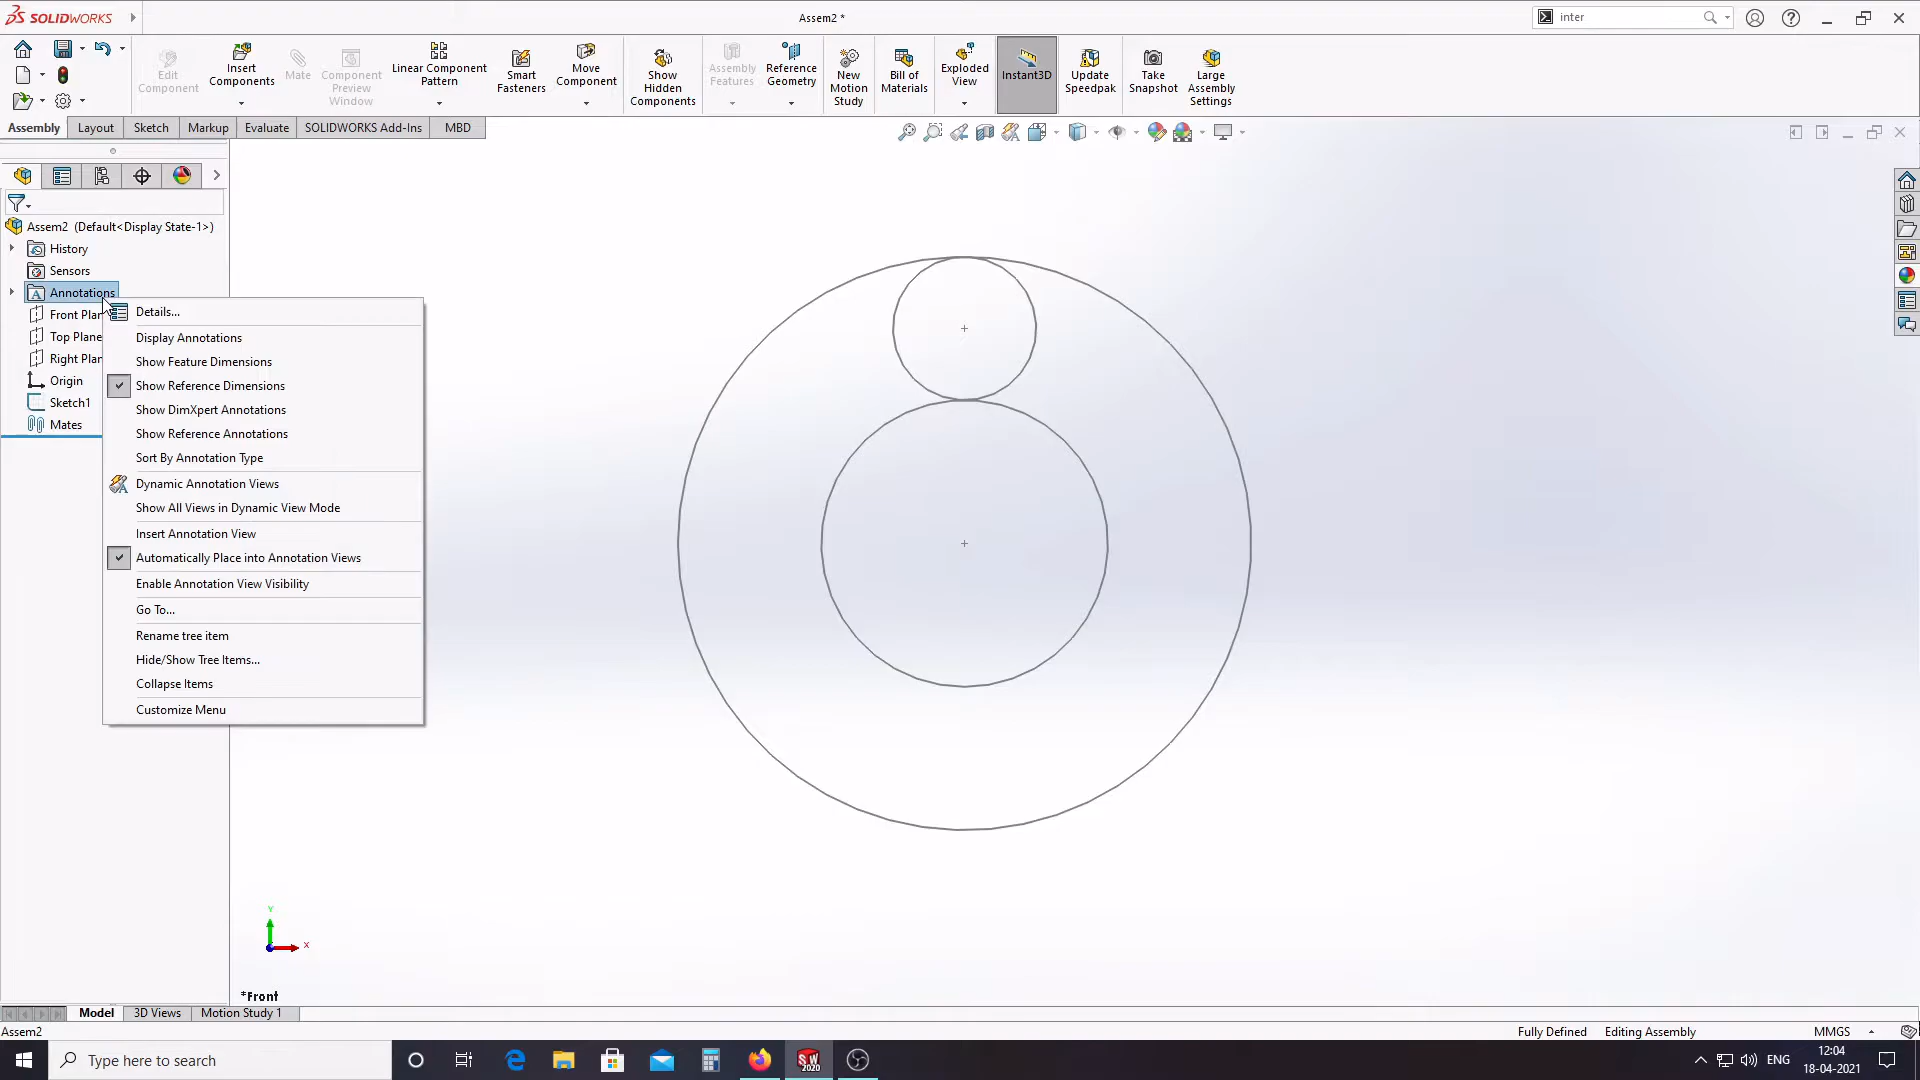 SOLIDWORKS
Assem2 *
inter
Edit Component
Insert Components
Mate
Component Preview Window
Linear Component Pattern
Smart Fasteners
Move Component
Show Hidden Components
Assembly Features
Reference Geometry
New Motion Study
Bill of Materials
Exploded View
Instant3D
Update Speedpak
Take Snapshot
Large Assembly Settings
Assembly
Layout
Sketch
Markup
Evaluate
SOLIDWORKS Add-Ins
MBD
Assem2 (Default<Display State-1>)
History
Sensors
Annotations
Front Plan
Top Plane
Right Plan
Origin
Sketch1
Mates
Details...
Display Annotations
Show Feature Dimensions
Show Reference Dimensions
Show DimXpert Annotations
Show Reference Annotations
Sort By Annotation Type
Dynamic Annotation Views
Show All Views in Dynamic View Mode
Insert Annotation View
Automatically Place into Annotation Views
Enable Annotation View Visibility
Go To...
Rename tree item
Hide/Show Tree Items...
Collapse Items
Customize Menu
Y
X
*Front
Model
3D Views
Motion Study 1
Assem2
Fully Defined
Editing Assembly
MMGS
Type here to search
SW 2020
ENG
12:04
18-04-2021